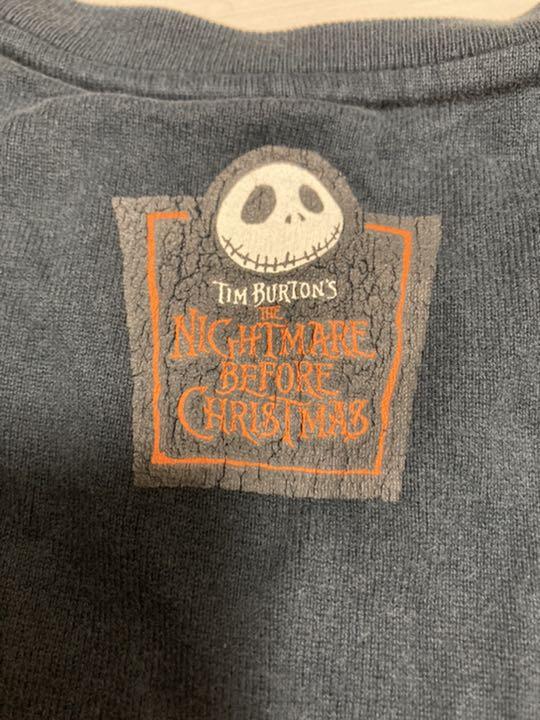 TIM BURTON'S
THE
NIGHTMARE
BEFORE
CHRISTMAS